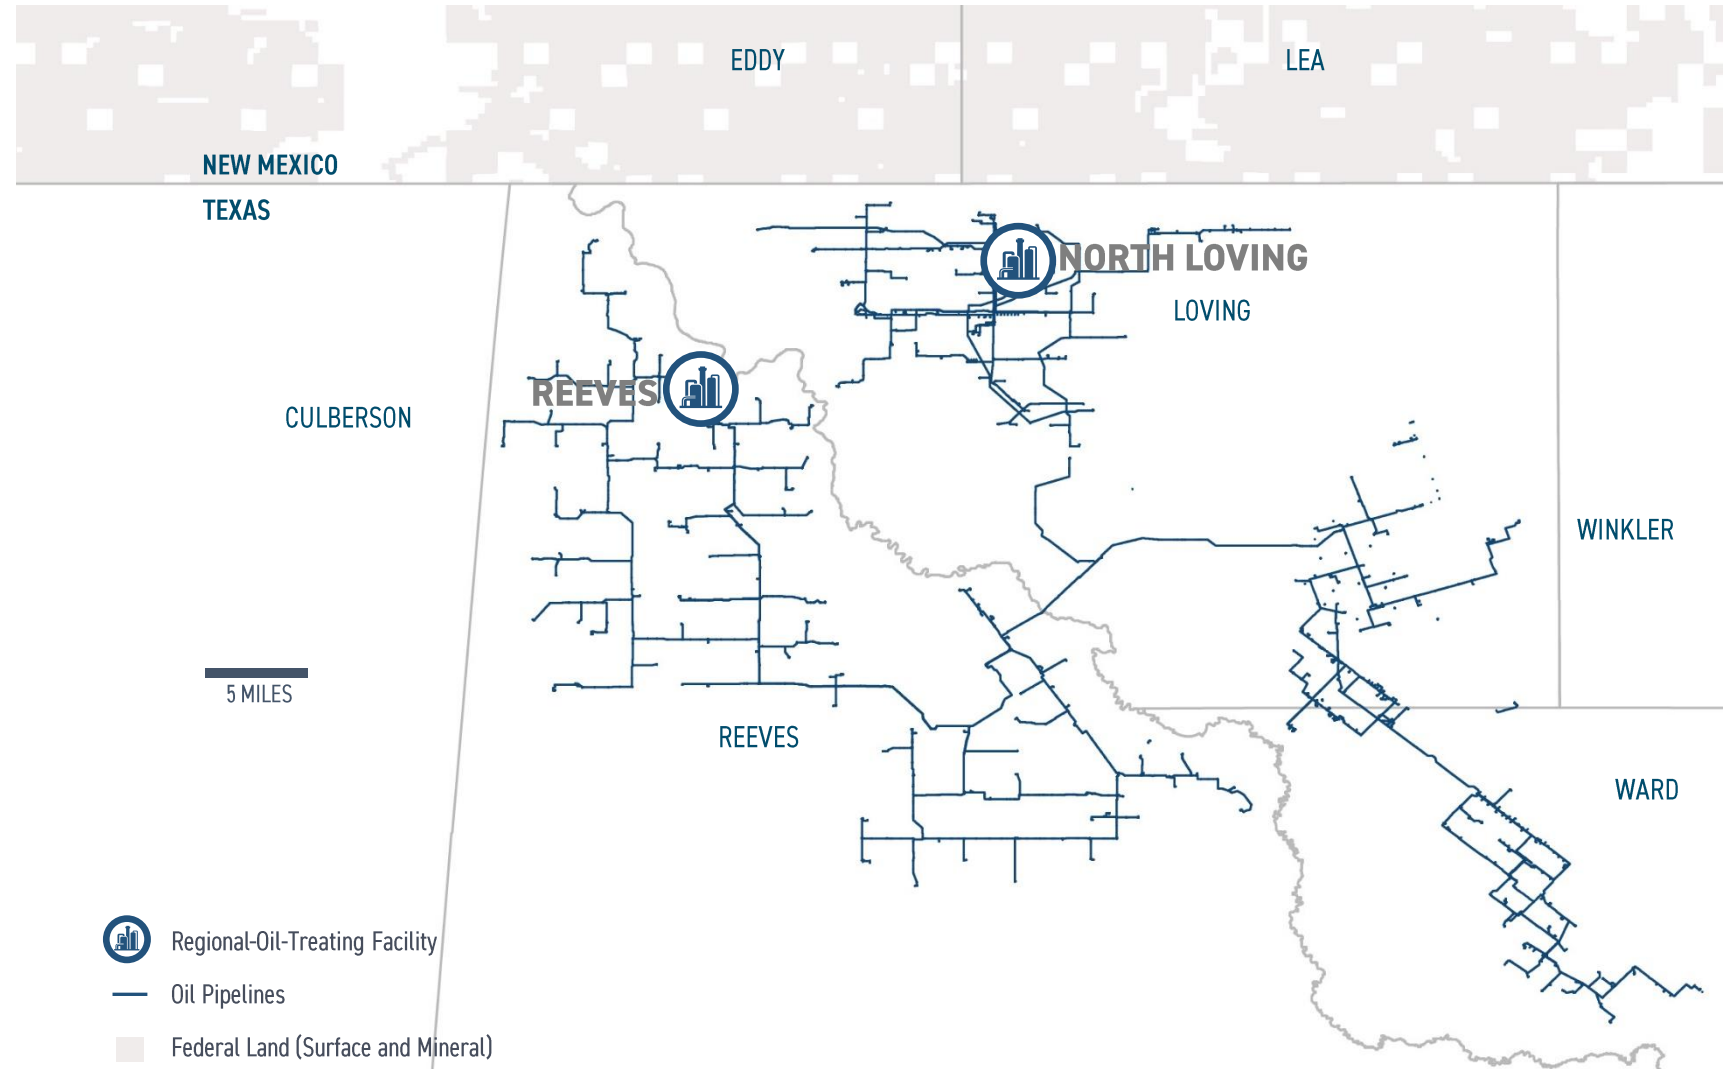 EDDY
LEA
NEW MEXICO
TEXAS
NORTH LOVING
LOVING
REEVES
CULBERSON
WINKLER
5 MILES
REEVES
WARD
Regional-Oil-Treating Facility
Oil Pipelines
Federal Land (Surface and Mineral)